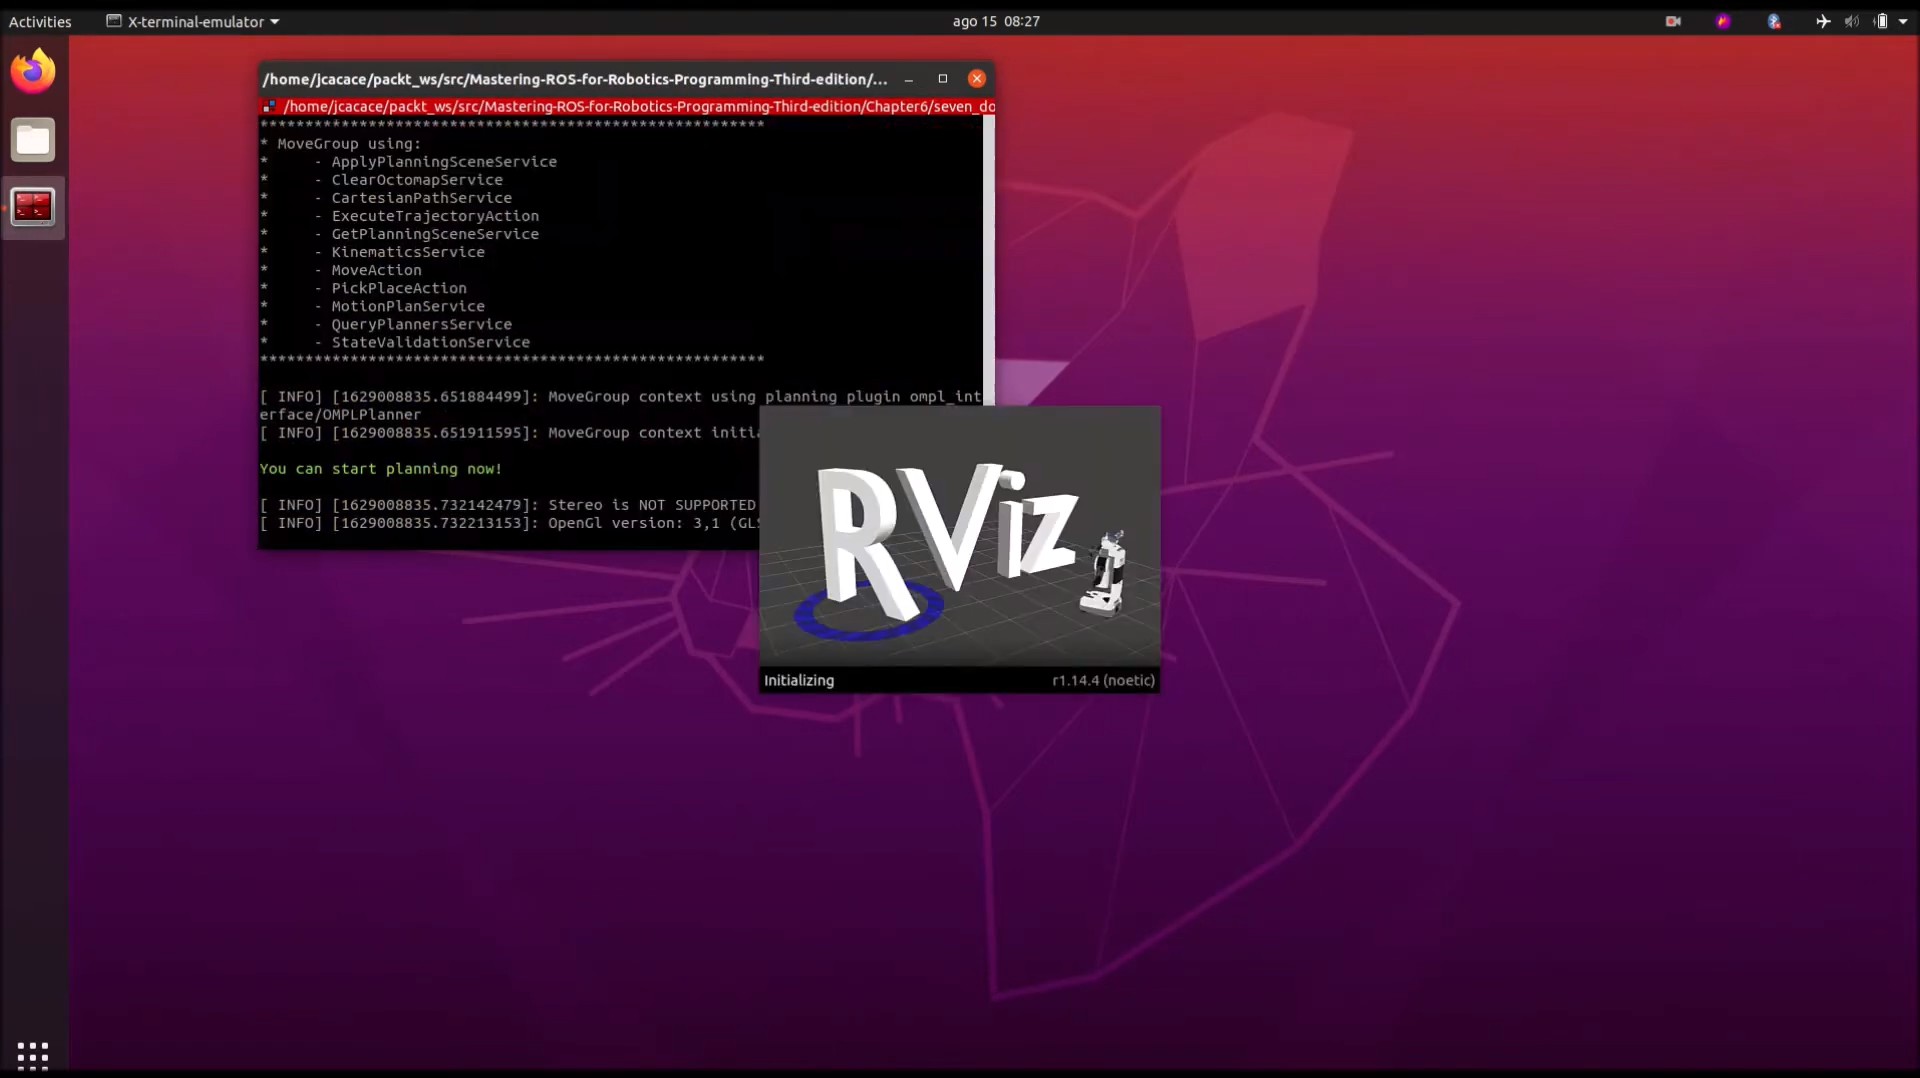 Activities
X-terminal-emulator
ago 15 08:27
/home/jcacace/packt_ws/src/Mastering-ROS-for-Robotics-Programming-Third-edition/...
/home/jcacace/packt_ws/src/Mastering-ROS-for-Robotics-Programming-Third-edition/Chapter6/seven_do
********************************************************
* MoveGroup using:
*     - ApplyPlanningSceneService
*     - ClearOctomapService
*     - CartesianPathService
*     - ExecuteTrajectoryAction
*     - GetPlanningSceneService
*     - KinematicsService
*     - MoveAction
*     - PickPlaceAction
*     - MotionPlanService
*     - QueryPlannersService
*     - StateValidationService
********************************************************
[ INFO] [1629008835.651884499]: MoveGroup context using planning plugin ompl_int
erface/OMPLPlanner
[ INFO] [1629008835.651911595]: MoveGroup context initia
You can start planning now!
[ INFO] [1629008835.732142479]: Stereo is NOT SUPPORTED
[ INFO] [1629008835.732213153]: OpenGl version: 3,1 (GLS
RViz
Initializing
r1.14.4 (noetic)